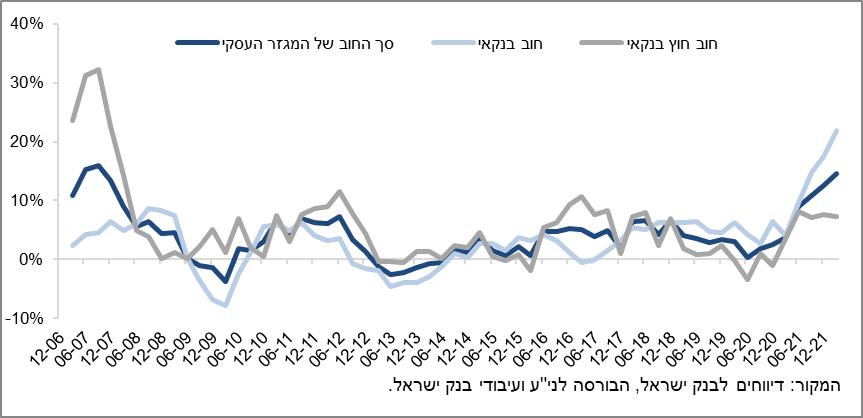 סך החוב של המגזר העסקי חוב בנקאי חוב חוץ בנקאי
40%
30%
20%
10%
0%
-10%
12-06 06-07 12-07 06-08 12-08 06-09 12-09 06-10 12-10 06-11 12-11 06-12 12-12 06-13 12-13 06-14 12-14 06-15 12-15 06-16 12-16 06-17 12-17 06-18 12-18 06-19 12-19 06-20 12-20 06-21 12-21
המקור: דיווחים לבנק ישראל, הבורסה לני"ע ועיבודי בנק ישראל.